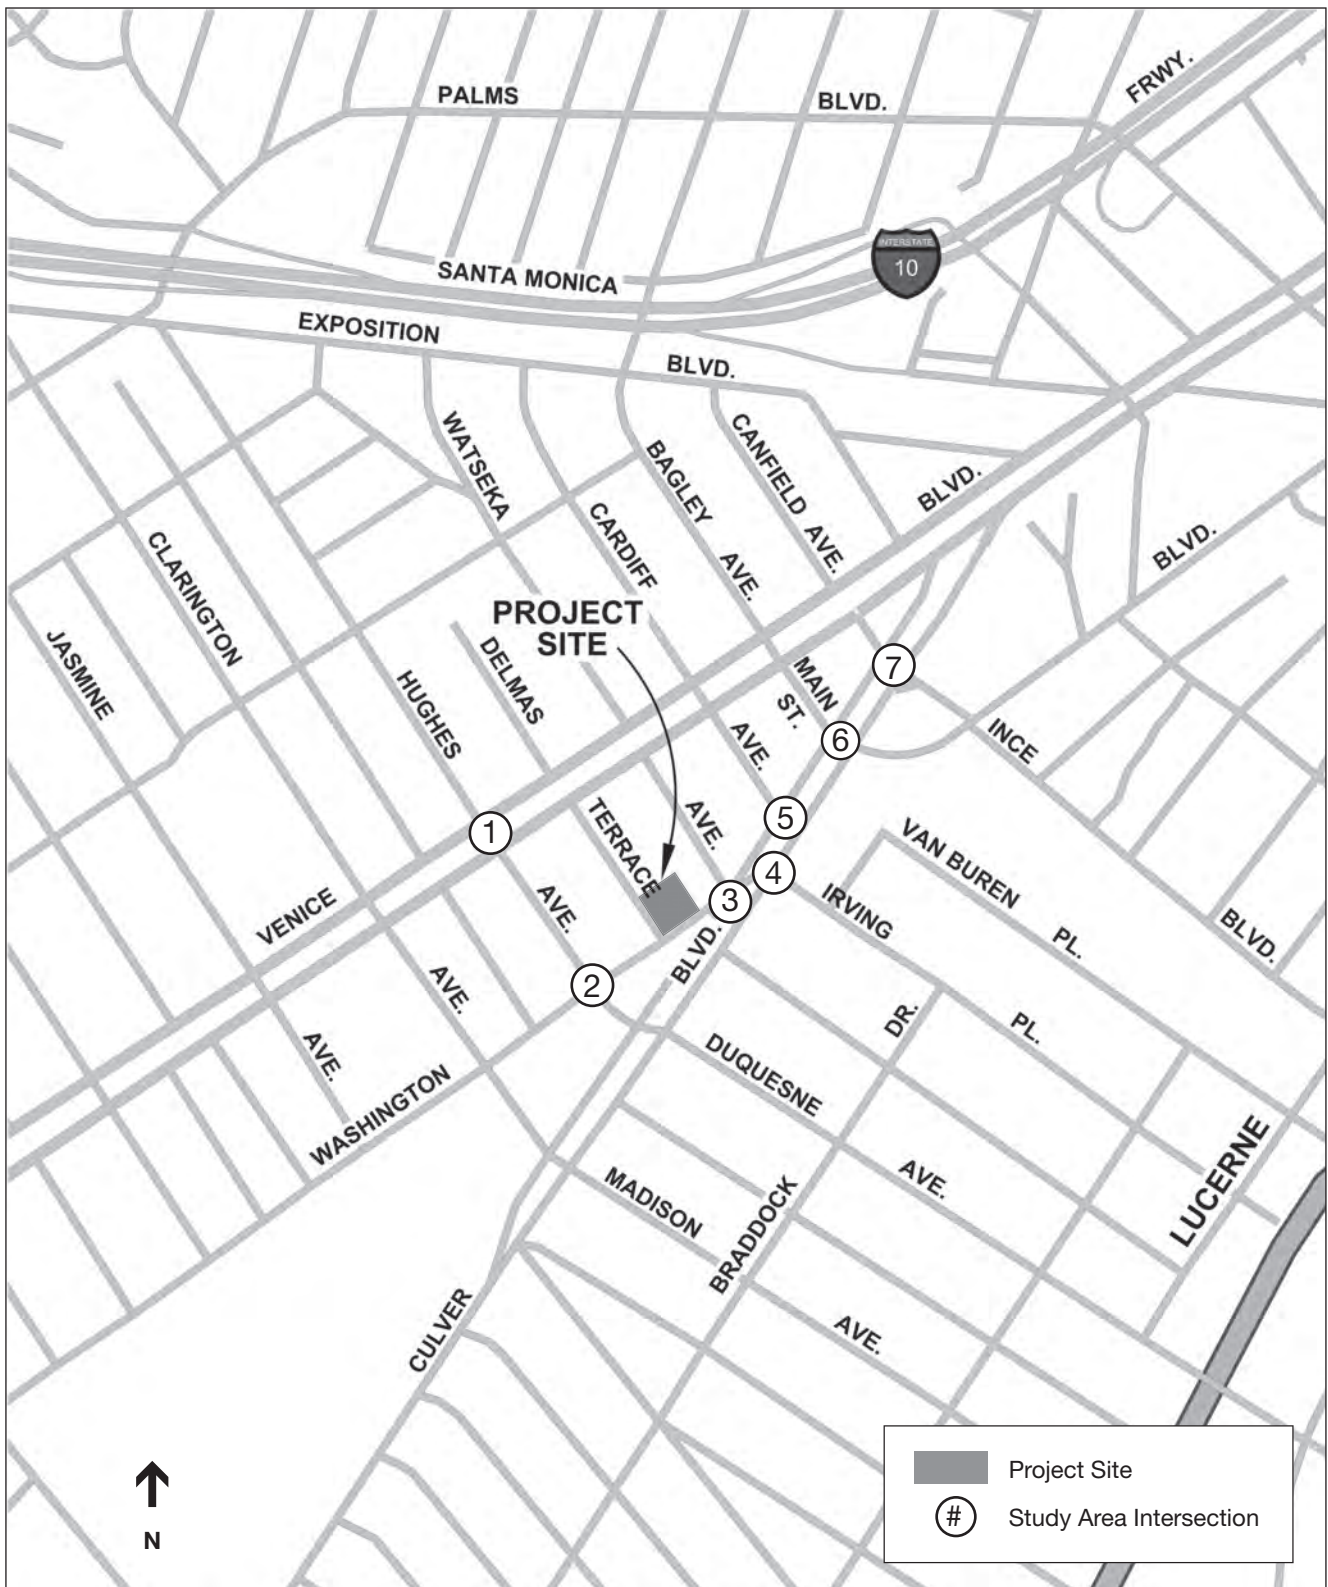 PALMS
BLVD.
FRWY.
INTERSTATE
10
SANTA MONICA
EXPOSITION
BLVD.
WATSEKA
BAGLEY
AVE.
CANFIELD
AVE.
BLVD.
CARDIFF
BLVD.
CLARINGTON
JASMINE
PROJECT
SITE
DELMAS
HUGHES
MAIN
ST.
7
6
INCE
AVE.
5
1
TERRACE
AVE.
4
3
VAN BUREN
PL.
IRVING
PL.
BLVD.
VENICE
AVE.
AVE.
2
BLVD.
DR.
AVE.
DUQUESNE
AVE.
WASHINGTON
LUCERNE
MADISON
AVE.
BRADDOCK
CULVER
N
Project Site
# Study Area Intersection